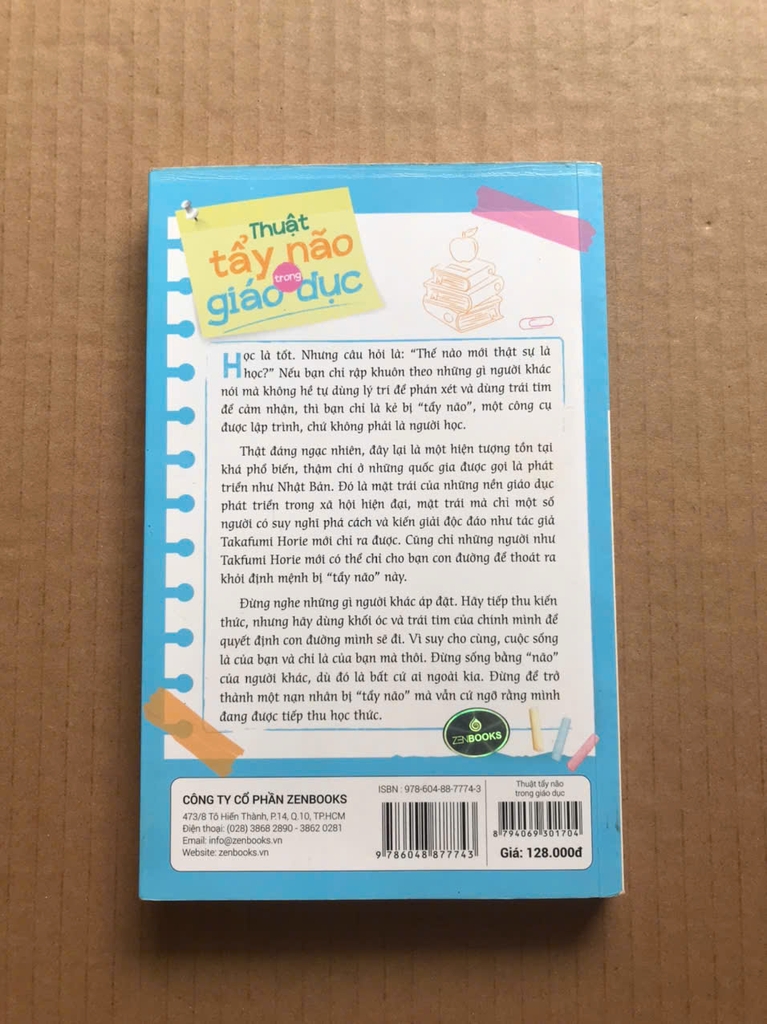 Thuật
tẩy não
trong
giáo dục
Học là tốt. Nhưng câu hỏi là: “Thế nào mới thật sự là
học?” Nếu bạn chỉ rập khuôn theo những gì người khác
nói mà không hề tự dùng lý trí để phán xét và dùng trái tim
để cảm nhận, thì bạn chỉ là kẻ bị “tẩy não”, một công cụ
được lập trình, chứ không phải là người học.
Thật đáng ngạc nhiên, đây lại là một hiện tượng tồn tại
khá phổ biến, thậm chí ở những quốc gia được gọi là phát
triển như Nhật Bản. Đó là mặt trái của những nền giáo dục
phát triển trong xã hội hiện đại, mặt trái mà chỉ một số
người có suy nghĩ phá cách và kiến giải độc đáo như tác giả
Takafumi Horie mới chỉ ra được. Cũng chỉ những người như
Takfumi Horie mới có thể chỉ cho bạn con đường để thoát ra
khỏi định mệnh bị “tẩy não” này.
Đừng nghe những gì người khác áp đặt. Hãy tiếp thu kiến
thức, nhưng hãy dùng khối óc và trái tim của chính mình để
quyết định con đường mình sẽ đi. Vì suy cho cùng, cuộc sống
là của bạn và chỉ là của bạn mà thôi. Đừng sống bằng “não”
của người khác, dù đó là bất cứ ai ngoài kia. Đừng để trở
thành một nạn nhân bị “tẩy não” mà vẫn cứ ngỡ rằng mình
đang được tiếp thu học thức.
ZENBOOKS
CÔNG TY CỔ PHẦN ZENBOOKS
473/8 Tô Hiến Thành, P.14, Q.10, TP.HCM
Điện thoại: (028) 3868 2890 - 3862 0281
Email: info@zenbooks.vn
Website: zenbooks.vn
ISBN : 978-604-88-7774-3
9 786048 877743
Thuật tẩy não
trong giáo dục
8 794069 301704
Giá: 128.000đ